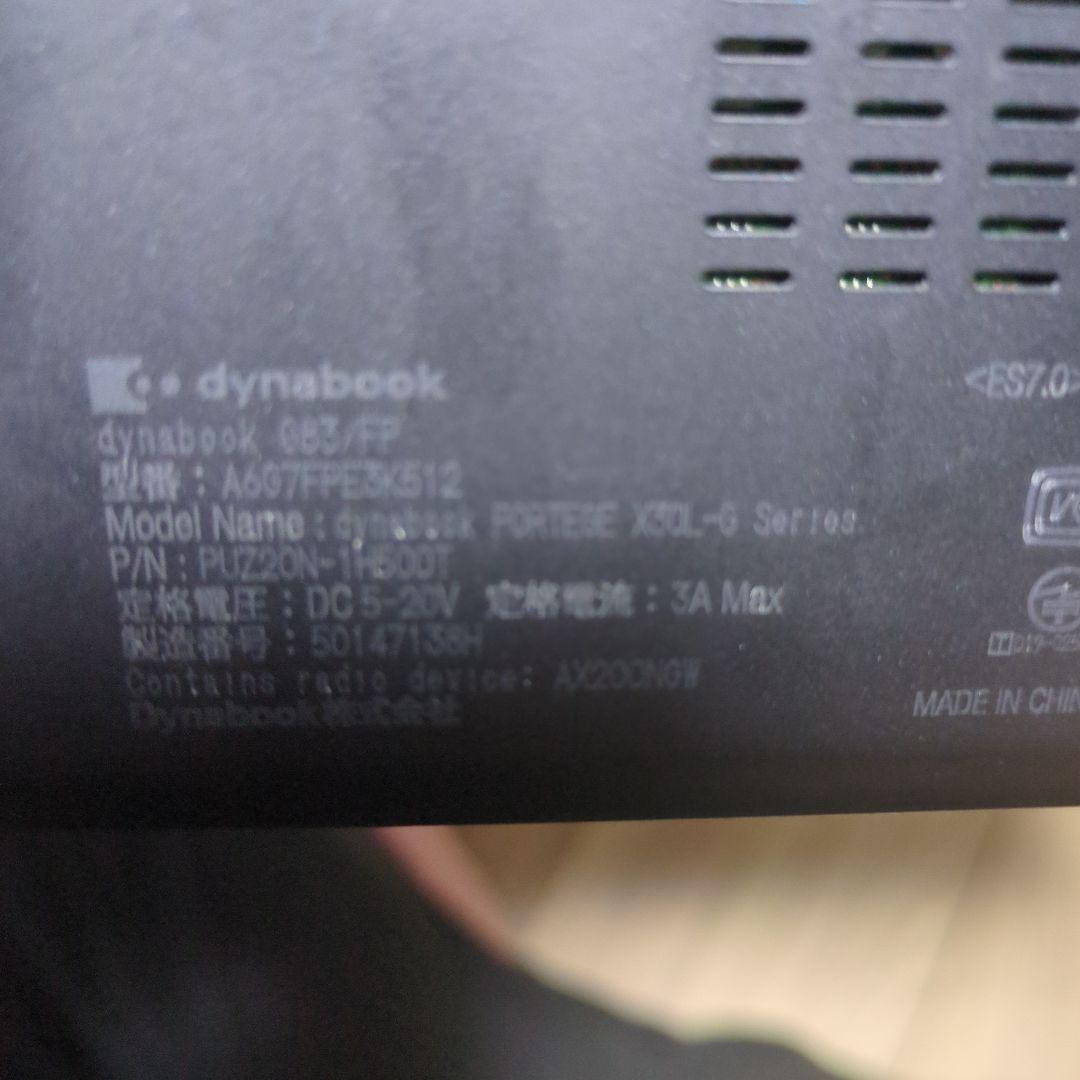 dynabook
<ES7.0>
dynabook G83/FP
型番：A6G7FPE3K512
Model Name：dynabook PORTEGE X30L-G Series
P/N：PUZ20N-1H500T
定格電圧：DC 5-20V 定格電流：3A Max
製造番号：50147138H
Contains radio device: AX200NGW
MADE IN CHIN
Dynabook株式会社